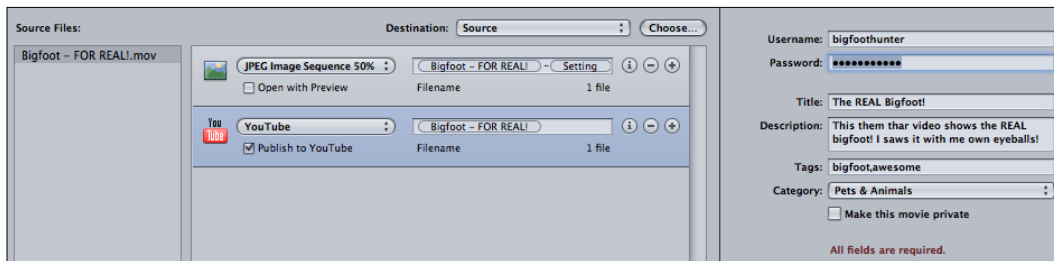 Source Files:
Bigfoot – FOR REAL!.mov
Destination: Source Choose...
JPEG Image Sequence 50% Bigfoot – FOR REAL! - Setting
Open with Preview Filename 1 file
You Tube
YouTube Bigfoot – FOR REAL!
Publish to YouTube Filename 1 file
Username: bigfoothunter
Password: •••••••••••
Title: The REAL Bigfoot!
Description: This them thar video shows the REAL
bigfoot! I saws it with me own eyeballs!
Tags: bigfoot,awesome
Category: Pets & Animals
Make this movie private
All fields are required.